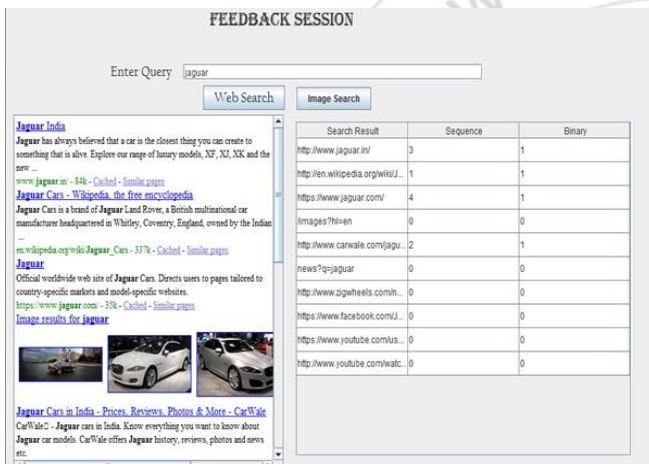 FEEDBACK SESSION
Enter Query jaguar
Web Search Image Search
Jaguar India
Jaguar has always believed that a car is the closest thing you can create to
something that is alive. Explore our range of luxury models, XF, XJ, XK and the
new ...
www.jaguar.in/ - 84k - Cached - Similar pages
Jaguar Cars - Wikipedia, the free encyclopedia
Jaguar Cars is a brand of Jaguar Land Rover, a British multinational car
manufacturer headquartered in Whitley, Coventry, England, owned by the Indian
...
en.wikipedia.org/wiki/Jaguar_Cars - 337k - Cached - Similar pages
Jaguar
Official worldwide web site of Jaguar Cars. Directs users to pages tailored to
country-specific markets and model-specific websites.
https://www.jaguar.com/ - 35k - Cached - Similar pages
Image results for jaguar
Jaguar Cars in India - Prices, Reviews, Photos & More - CarWale
CarWale - Jaguar cars in India. Know everything you want to know about
Jaguar car models. CarWale offers Jaguar history, reviews, photos and news
etc.
Search Result Sequence Binary
http://www.jaguar.in/ 3 1
http://en.wikipedia.org/wiki/J... 1 1
https://www.jaguar.com/ 4 1
/images?hl=en 0 0
http://www.carwale.com/jagu... 2 1
news?q=jaguar 0 0
http://www.zigwheels.com/n... 0 0
https://www.facebook.com/J... 0 0
https://www.youtube.com/us... 0 0
http://www.youtube.com/watc... 0 0